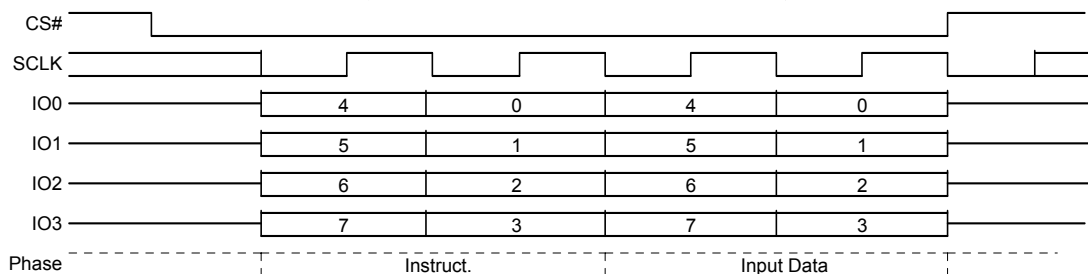 CS#
SCLK
IO0 4 0 4 0
IO1 5 1 5 1
IO2 6 2 6 2
IO3 7 3 7 3
Phase Instruct. Input Data